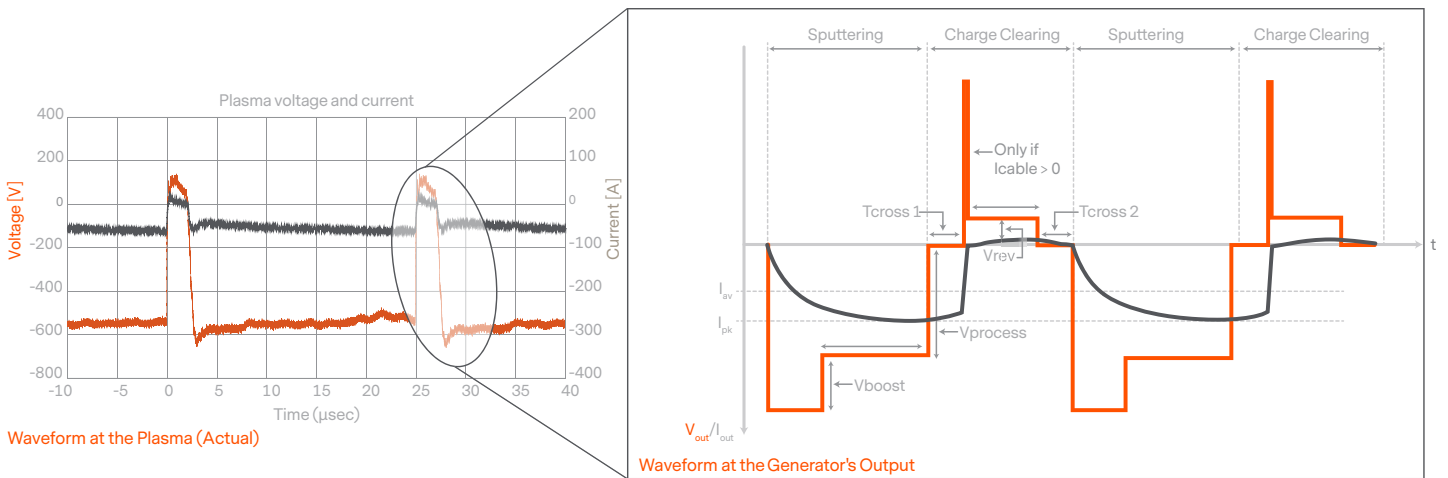 Plasma voltage and current
400
200
0
-200
-400
-600
-800
Voltage [V]
200
100
0
-100
-200
-300
-400
Current [A]
-10
-5
0
5
10
15
20
25
30
35
40
Time (µsec)
Waveform at the Plasma (Actual)
Sputtering
Charge Clearing
Sputtering
Charge Clearing
Only if
Icable > 0
Tcross 1
Tcross 2
Vrev
t
Iav
Ipk
Vprocess
Vboost
Vout/Iout
Waveform at the Generator's Output